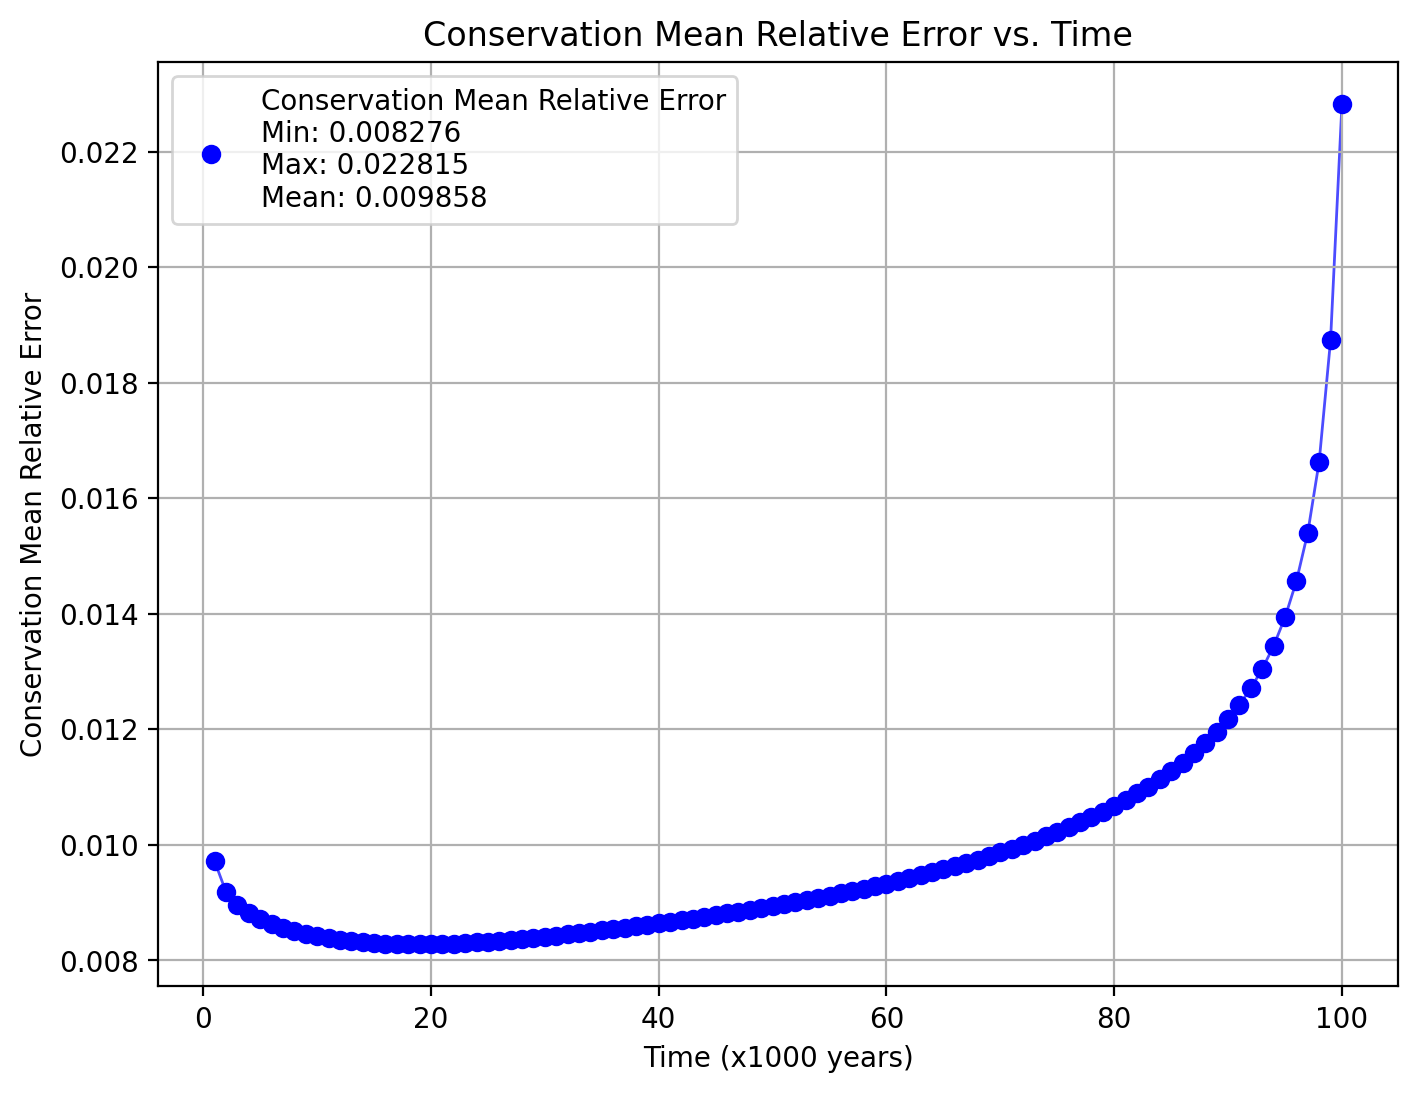 Conservation Mean Relative Error vs. Time
Conservation Mean Relative Error
Min: 0.008276
Max: 0.022815
Mean: 0.009858
0.022
0.020
0.018
0.016
0.014
0.012
0.010
0.008
Conservation Mean Relative Error
0 20 40 60 80 100
Time (x1000 years)